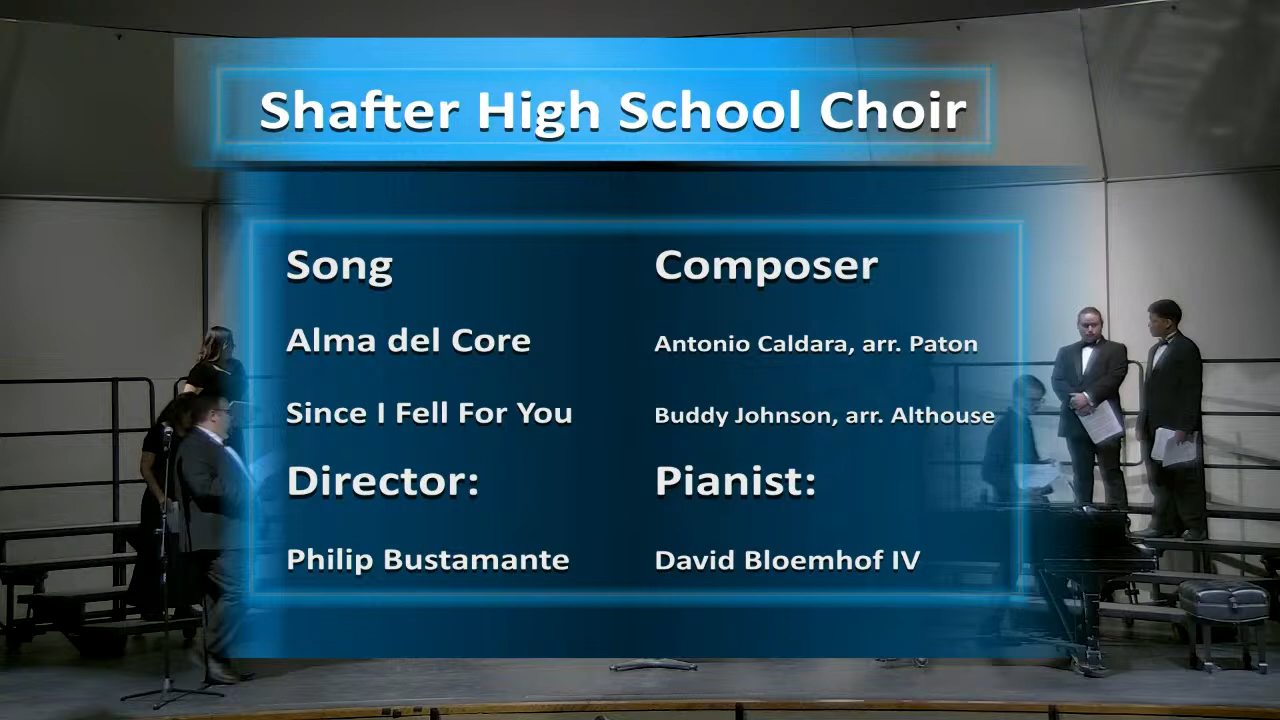 Shafter High School Choir
Song Composer
Alma del Core Antonio Caldara, arr. Paton
Since I Fell For You Buddy Johnson, arr. Althouse
Director: Pianist:
Philip Bustamante David Bloemhof IV